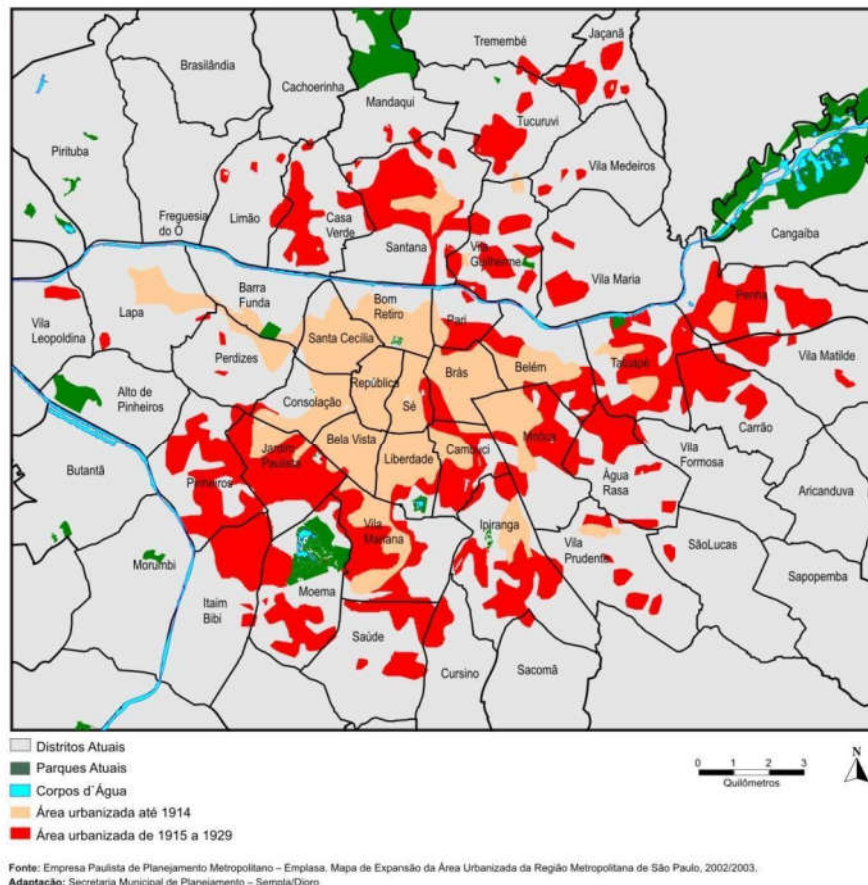 Jaçanã
Tremembé
Brasilândia
Cachoerinha
Mandaqui
Tucuruvi
Pirituba
Vila Medeiros
Freguesia
do Ó
Limão
Casa
Verde
Santana
Vila
Guilherme
Cangaíba
Vila Maria
Barra
Funda
Bom
Retiro
Penha
Lapa
Vila
Leopoldina
Santa Cecília
Pari
Perdizes
Belém
Tatuapé
Vila Matilde
República
Brás
Alto de
Pinheiros
Consolação
Sé
Carrão
Jardim
Paulista
Bela Vista
Liberdade
Cambuci
Moóca
Vila
Formosa
Butantã
Pinheiros
Água
Rasa
Aricanduva
Vila
Mariana
Ipiranga
Vila
Prudente
SãoLucas
Morumbi
Moema
Sapopemba
Itaim
Bibi
Saúde
Cursino
Sacomã
Distritos Atuais
Parques Atuais
Corpos d`Água
Área urbanizada até 1914
Área urbanizada de 1915 a 1929
0 1 2 3
Quilômetros
N
Fonte: Empresa Paulista de Planejamento Metropolitano – Emplasa. Mapa de Expansão da Área Urbanizada da Região Metropolitana de São Paulo, 2002/2003.
Adaptação: Secretaria Municipal de Planejamento – Sempla/Dipro